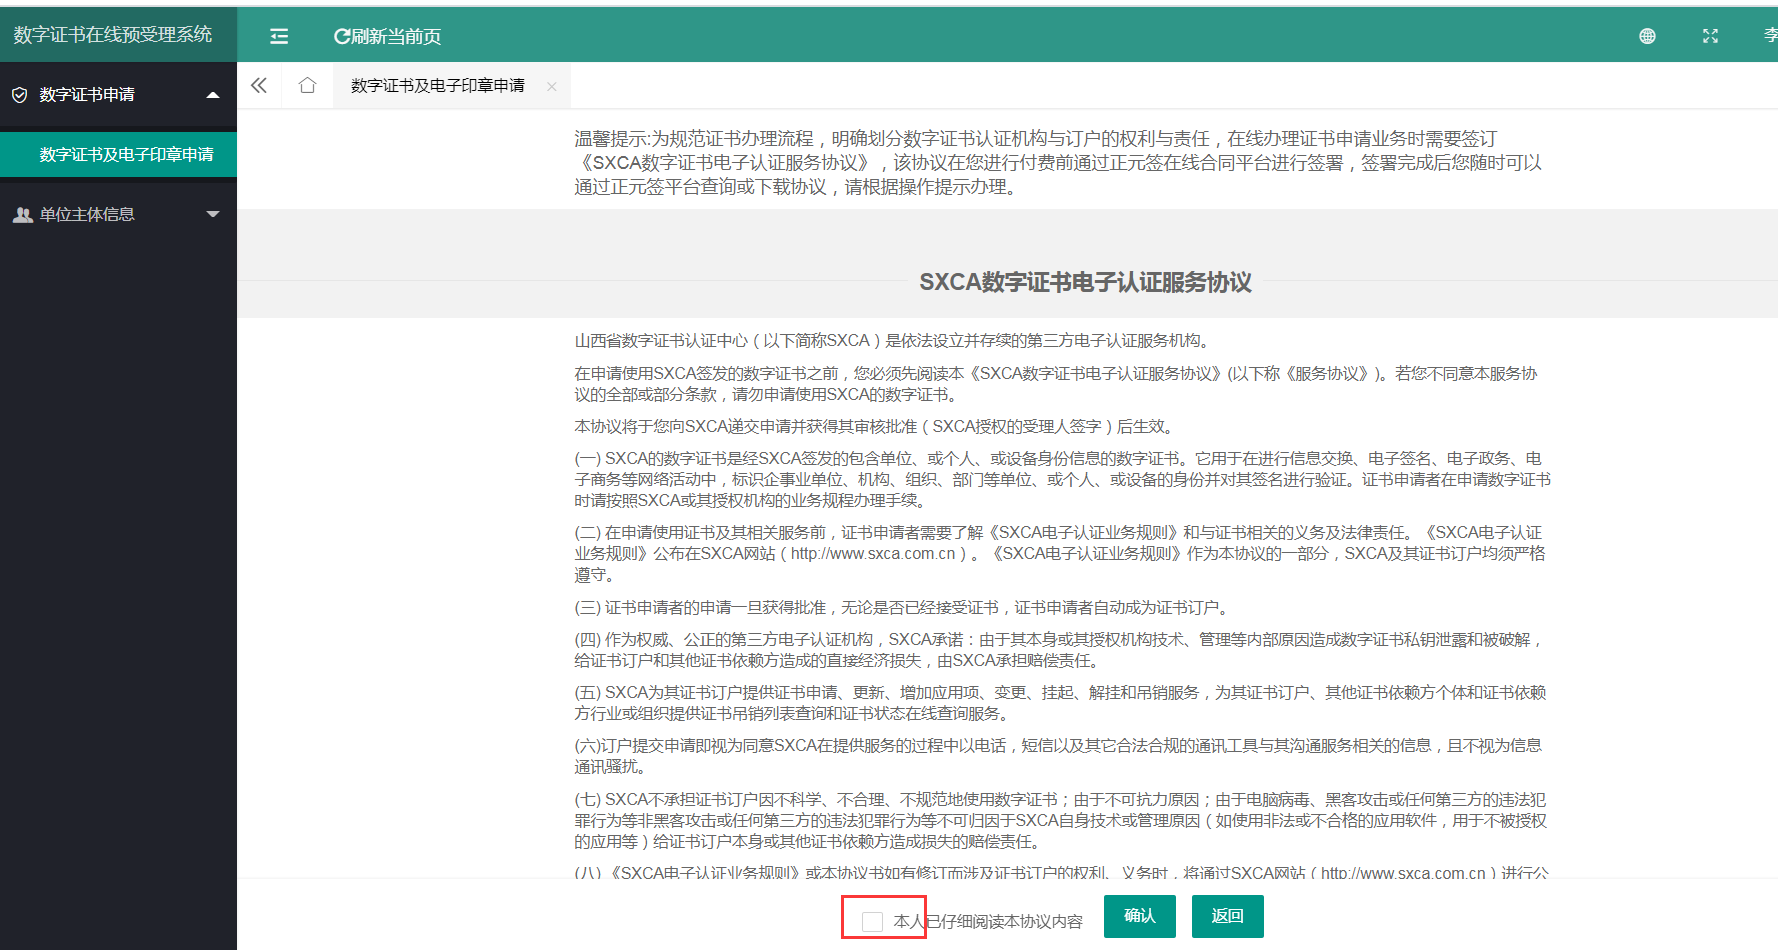 数字证书在线预受理系统
刷新当前页
数字证书申请
数字证书及电子印章申请
单位主体信息
数字证书及电子印章申请
温馨提示:为规范证书办理流程，明确划分数字证书认证机构与订户的权利与责任，在线办理证书申请业务时需要签订
《SXCA数字证书电子认证服务协议》，该协议在您进行付费前通过正元签在线合同平台进行签署，签署完成后您随时可以
通过正元签平台查询或下载协议，请根据操作提示办理。
SXCA数字证书电子认证服务协议
山西省数字证书认证中心（以下简称SXCA）是依法设立并存续的第三方电子认证服务机构。
在申请使用SXCA签发的数字证书之前，您必须先阅读本《SXCA数字证书电子认证服务协议》(以下称《服务协议》)。若您不同意本服务协
议的全部或部分条款，请勿申请使用SXCA的数字证书。
本协议将于您向SXCA递交申请并获得其审核批准（SXCA授权的受理人签字）后生效。
(一) SXCA的数字证书是经SXCA签发的包含单位、或个人、或设备身份信息的数字证书。它用于在进行信息交换、电子签名、电子政务、电
子商务等网络活动中，标识企事业单位、机构、组织、部门等单位、或个人、或设备的身份并对其签名进行验证。证书申请者在申请数字证书
时请按照SXCA或其授权机构的业务规程办理手续。
(二) 在申请使用证书及其相关服务前，证书申请者需要了解《SXCA电子认证业务规则》和与证书相关的义务及法律责任。《SXCA电子认证
业务规则》公布在SXCA网站（http://www.sxca.com.cn）。《SXCA电子认证业务规则》作为本协议的一部分，SXCA及其证书订户均须严格
遵守。
(三) 证书申请者的申请一旦获得批准，无论是否已经接受证书，证书申请者自动成为证书订户。
(四) 作为权威、公正的第三方电子认证机构，SXCA承诺：由于其本身或其授权机构技术、管理等内部原因造成数字证书私钥泄露和被破解，
给证书订户和其他证书依赖方造成的直接经济损失，由SXCA承担赔偿责任。
(五) SXCA为其证书订户提供证书申请、更新、增加应用项、变更、挂起、解挂和吊销服务，为其证书订户、其他证书依赖方个体和证书依赖
方行业或组织提供证书吊销列表查询和证书状态在线查询服务。
(六)订户提交申请即视为同意SXCA在提供服务的过程中以电话，短信以及其它合法合规的通讯工具与其沟通服务相关的信息，且不视为信息
通讯骚扰。
(七) SXCA不承担证书订户因不科学、不合理、不规范地使用数字证书；由于不可抗力原因；由于电脑病毒、黑客攻击或任何第三方的违法犯
罪行为等非黑客攻击或任何第三方的违法犯罪行为等不可归因于SXCA自身技术或管理原因（如使用非法或不合格的应用软件，用于不被授权
的应用等）给证书订户本身或其他证书依赖方造成损失的赔偿责任。
(八) 《SXCA电子认证业务规则》或本协议书如有修订而涉及证书订户的权利、义务时，将通过SXCA网站（http://www.sxca.com.cn）进行公
本人已仔细阅读本协议内容
确认
返回